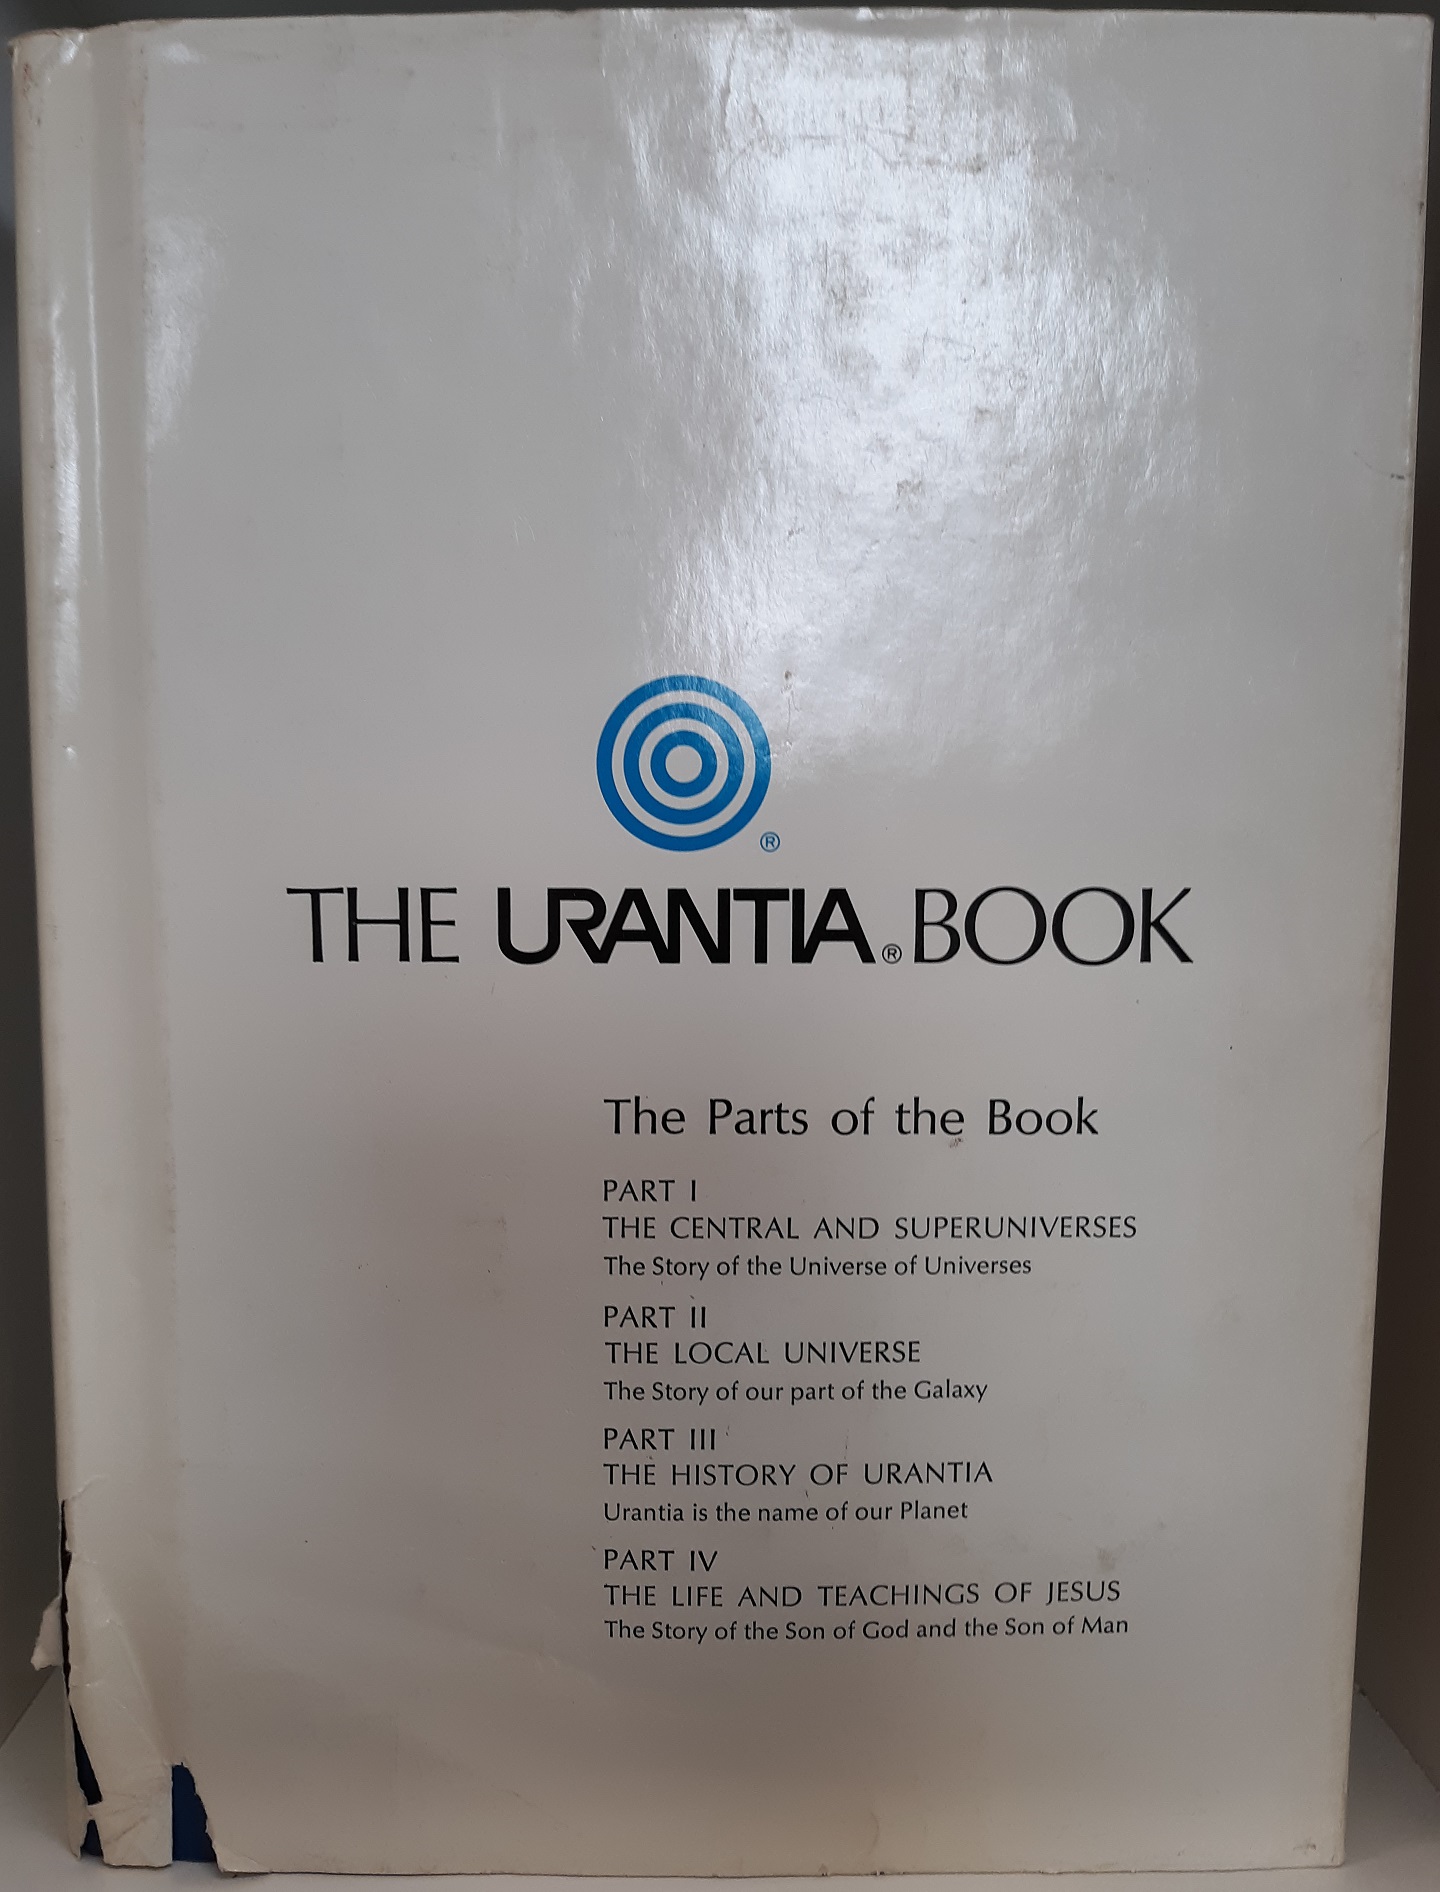 ®
THE URANTIA® BOOK
The Parts of the Book
PART I
THE CENTRAL AND SUPERUNIVERSES
The Story of the Universe of Universes
PART II
THE LOCAL UNIVERSE
The Story of our part of the Galaxy
PART III
THE HISTORY OF URANTIA
Urantia is the name of our Planet
PART IV
THE LIFE AND TEACHINGS OF JESUS
The Story of the Son of God and the Son of Man